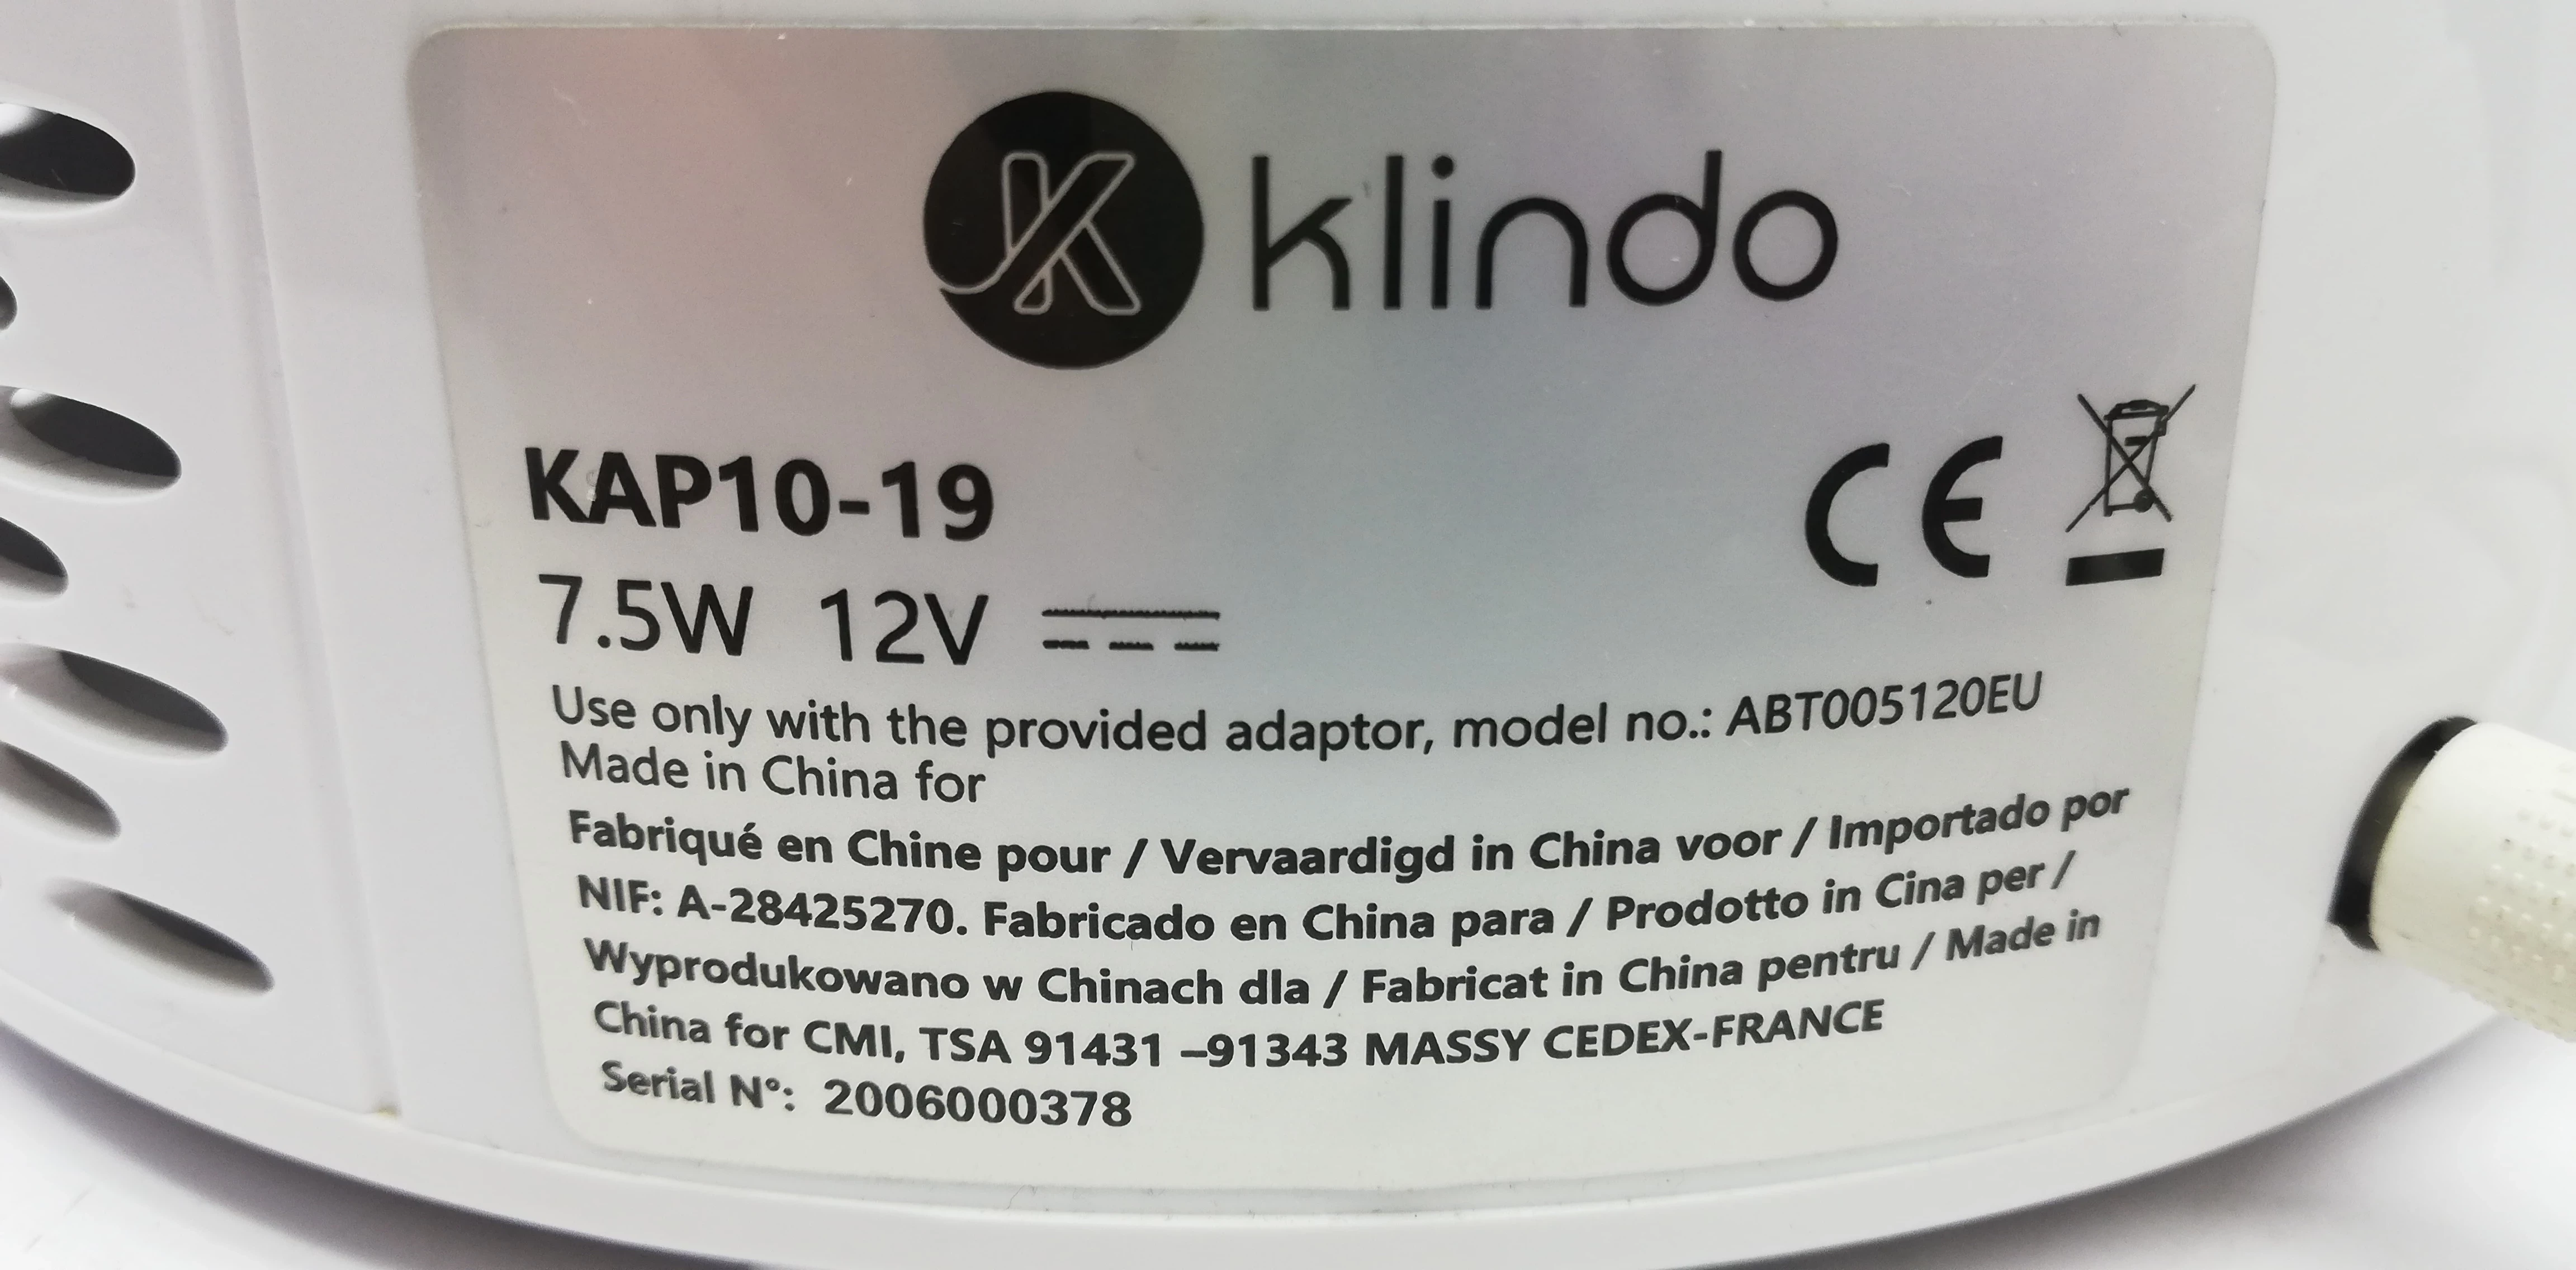 klindo
KAP10-19
7.5W 12V
Use only with the provided adaptor, model no.: ABT005120EU
Made in China for
Fabriqué en Chine pour / Vervaardigd in China voor / Importado por
NIF: A-28425270. Fabricado en China para / Prodotto in Cina per /
Wyprodukowano w Chinach dla / Fabricat in China pentru / Made in
China for CMI, TSA 91431 –91343 MASSY CEDEX-FRANCE
Serial N°: 2006000378
CE